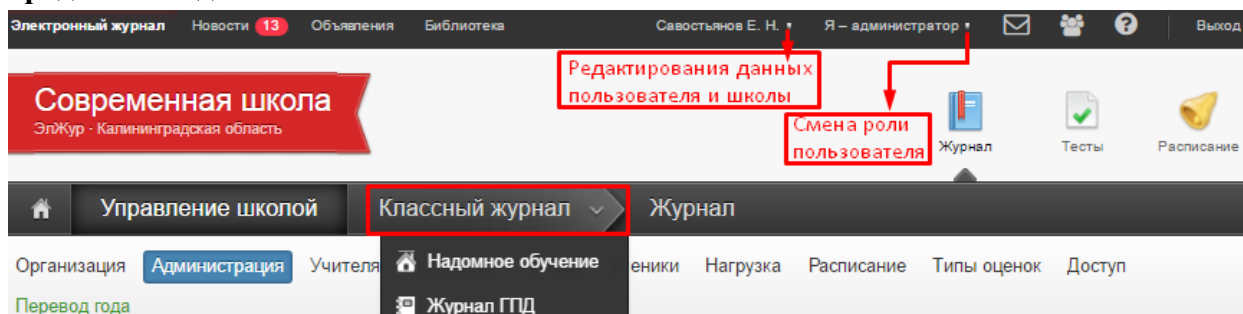 Электронный журнал Новости 13 Объявления Библиотека Савостьянов Е. Н. Я – администратор Выход
Редактирования данных
пользователя и школы
Современная школа
ЭлЖур · Калининградская область
Смена роли
пользователя
Журнал Тесты Расписание
Управление школой Классный журнал Журнал
Организация Администрация Учителя еники Нагрузка Расписание Типы оценок Доступ
Надомное обучение
Перевод года
Журнал ГПД